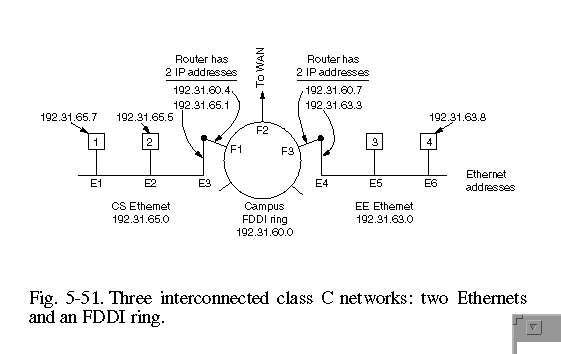 Router has
2 IP addresses
192.31.60.4
192.31.65.1
To WAN
Router has
2 IP addresses
192.31.60.7
192.31.63.3
192.31.65.7
192.31.65.5
192.31.63.8
1
2
F1
F2
F3
3
4
E1
E2
E3
E4
E5
E6
Ethernet
addresses
CS Ethernet
192.31.65.0
Campus
FDDI ring
192.31.60.0
EE Ethernet
192.31.63.0
Fig. 5-51. Three interconnected class C networks: two Ethernets
and an FDDI ring.